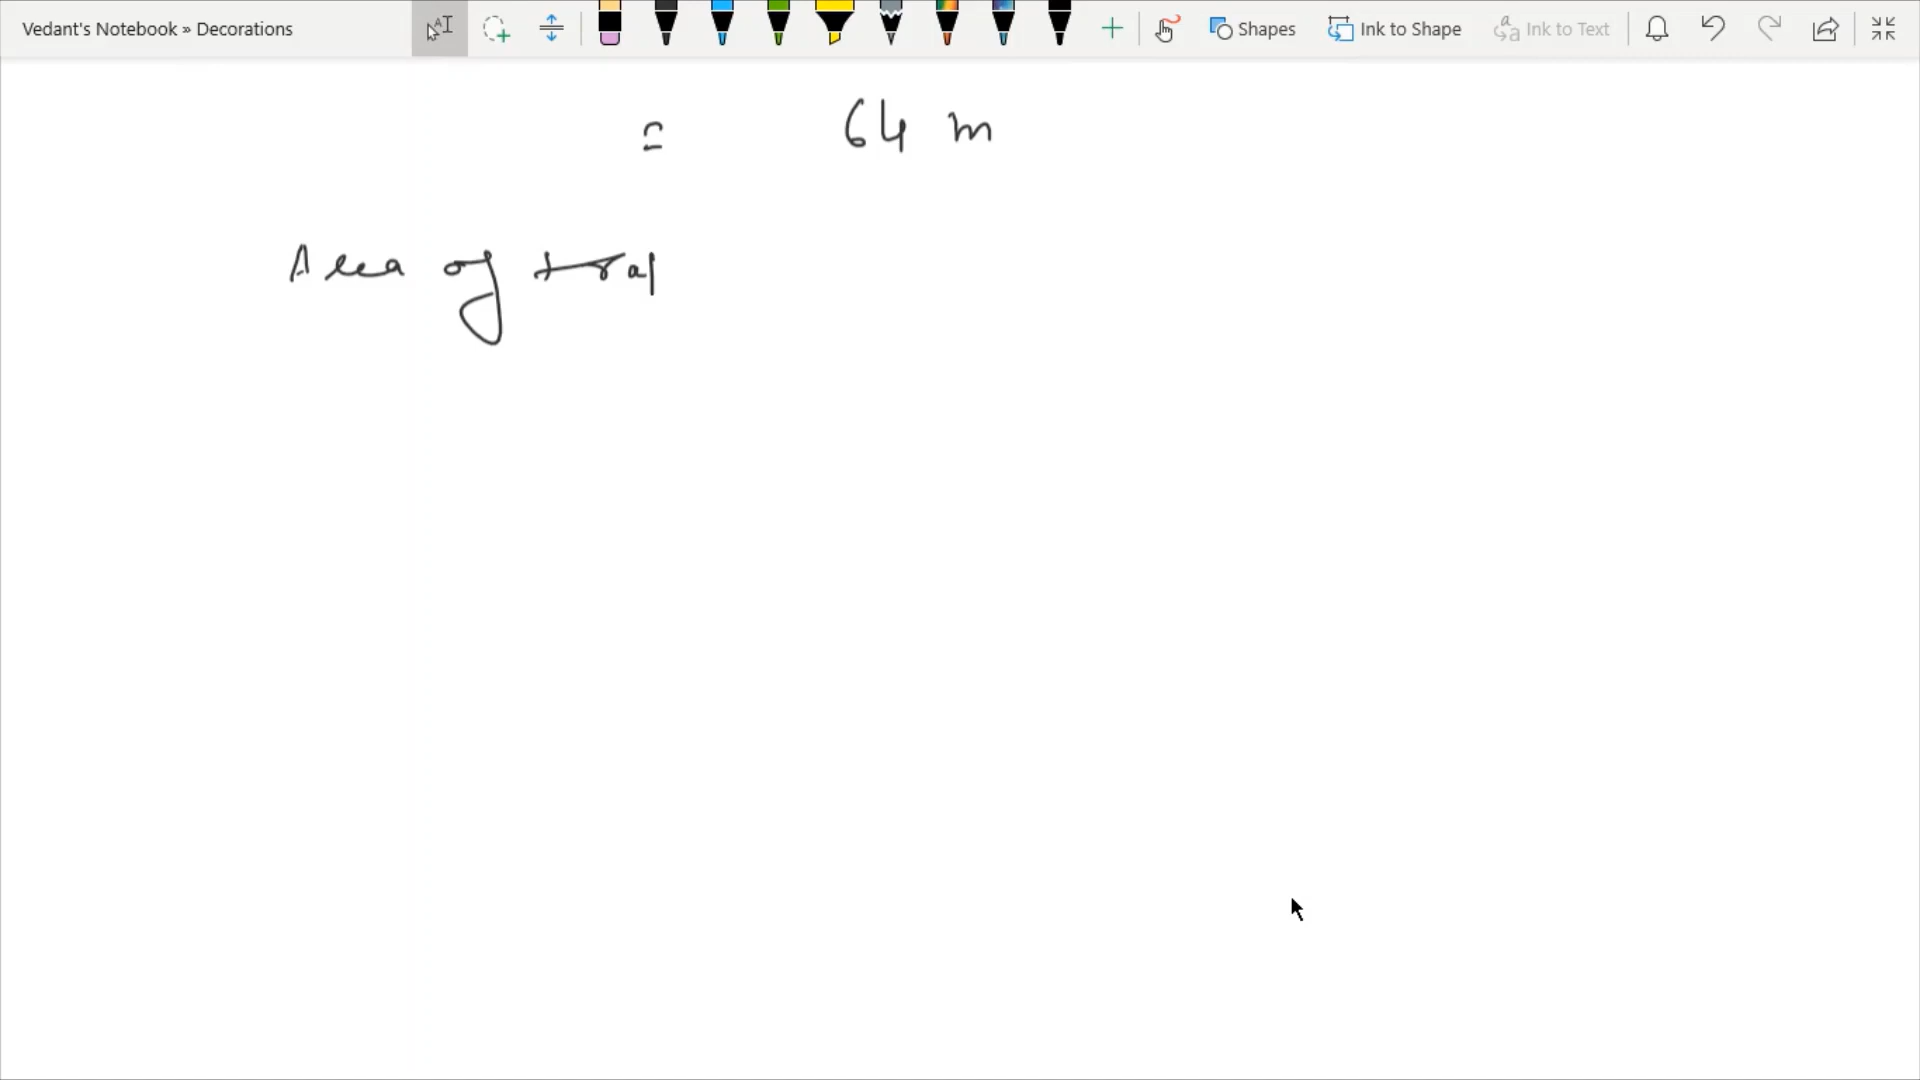 Vedant's Notebook » Decorations
Shapes
Ink to Shape
Ink to Text
= 64 m
Area of trap